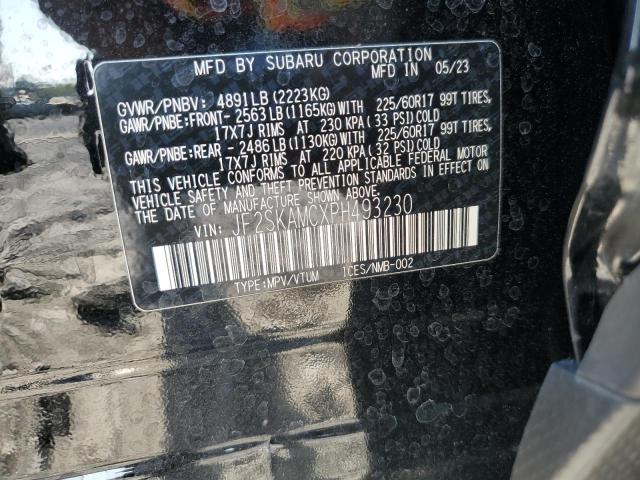 MFD BY SUBARU CORPORATION
MFD IN 05/23
GVWR/PNBV: 4891LB(2223KG)
GAWR/PNBE:FRONT- 2563LB(1165KG)WITH 225/60R17 99T TIRES,
17X7J RIMS AT 230 KPA(33 PSI)COLD
GAWR/PNBE:REAR - 2486LB(1130KG)WITH 225/60R17 99T TIRES,
17X7J RIMS AT 220 KPA(32 PSI)COLD
THIS VEHICLE CONFORMS TO ALL APPLICABLE FEDERAL MOTOR
VEHICLE SAFETY AND THEFT PREVENTION STANDARDS IN EFFECT ON
THE DATE OF MANUFACTURE SHOWN ABOVE.
VIN: JF2SKAMCXPH493230
TYPE:MPV/VTUM ICES/NMB-002